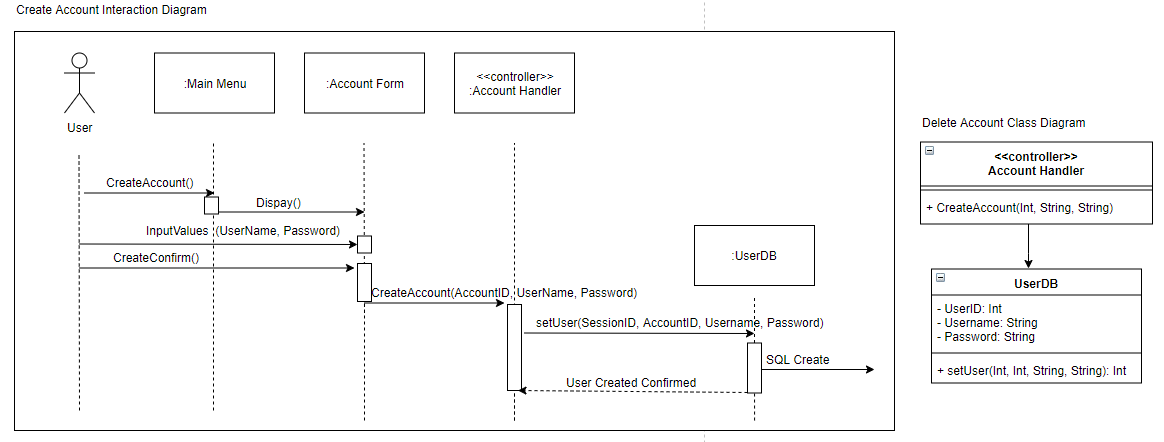 Create Account Interaction Diagram
:Main Menu
:Account Form
<<controller>>
:Account Handler
User
CreateAccount()
Dispay()
InputValues (UserName, Password)
CreateConfirm()
:UserDB
CreateAccount(AccountID, UserName, Password)
setUser(SessionID, AccountID, Username, Password)
SQL Create
User Created Confirmed
Delete Account Class Diagram
<<controller>>
Account Handler
+ CreateAccount(Int, String, String)
UserDB
- UserID: Int
- Username: String
- Password: String
+ setUser(Int, Int, String, String): Int